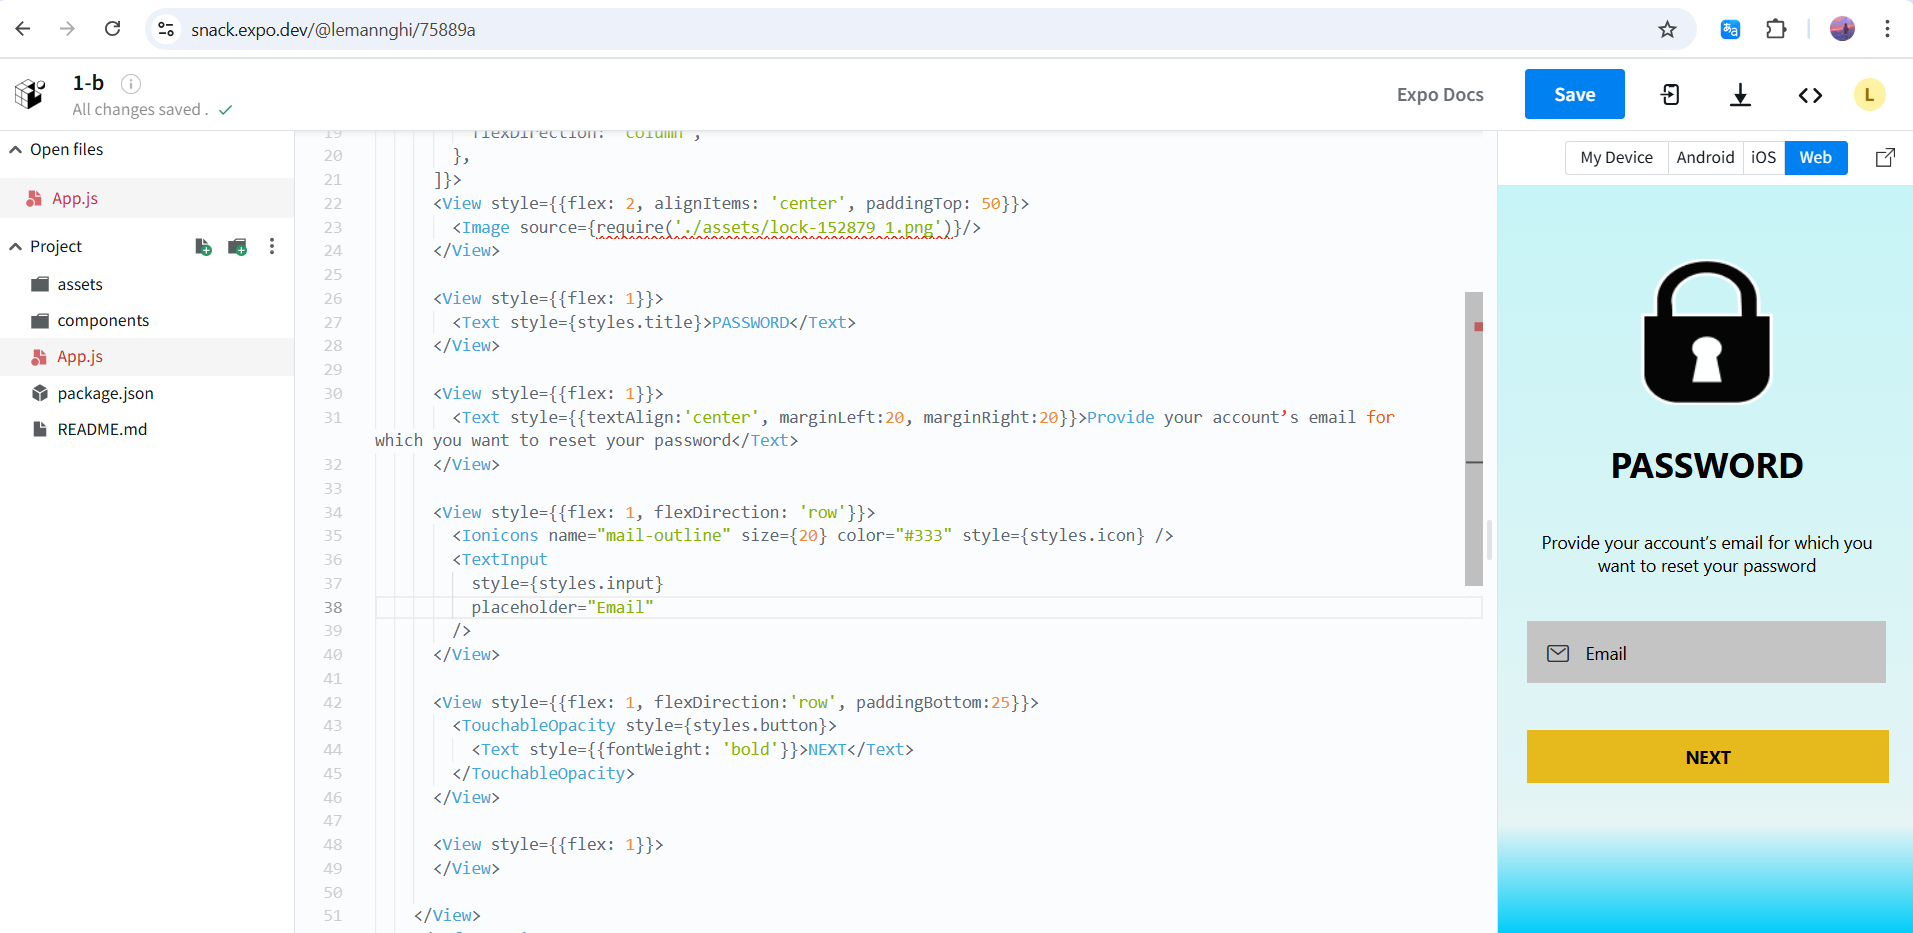 snack.expo.dev/@lemannghi/75889a
1-b
All changes saved . ✓
Expo Docs
Save
L
Open files
App.js
Project
assets
components
App.js
package.json
README.md
19 flexDirection: 'column',
20 },
21 ]}>
22 <View style={{flex: 2, alignItems: 'center', paddingTop: 50}}>
23 <Image source={require('./assets/lock-152879 1.png')}/>
24 </View>
25
26 <View style={{flex: 1}}>
27 <Text style={styles.title}>PASSWORD</Text>
28 </View>
29
30 <View style={{flex: 1}}>
31 <Text style={{textAlign:'center', marginLeft:20, marginRight:20}}>Provide your account’s email for
which you want to reset your password</Text>
32 </View>
33
34 <View style={{flex: 1, flexDirection: 'row'}}>
35 <Ionicons name="mail-outline" size={20} color="#333" style={styles.icon} />
36 <TextInput
37 style={styles.input}
38 placeholder="Email"
39 />
40 </View>
41
42 <View style={{flex: 1, flexDirection:'row', paddingBottom:25}}>
43 <TouchableOpacity style={styles.button}>
44 <Text style={{fontWeight: 'bold'}}>NEXT</Text>
45 </TouchableOpacity>
46 </View>
47
48 <View style={{flex: 1}}>
49 </View>
50
51 </View>
My Device
Android
iOS
Web
PASSWORD
Provide your account’s email for which you
want to reset your password
Email
NEXT